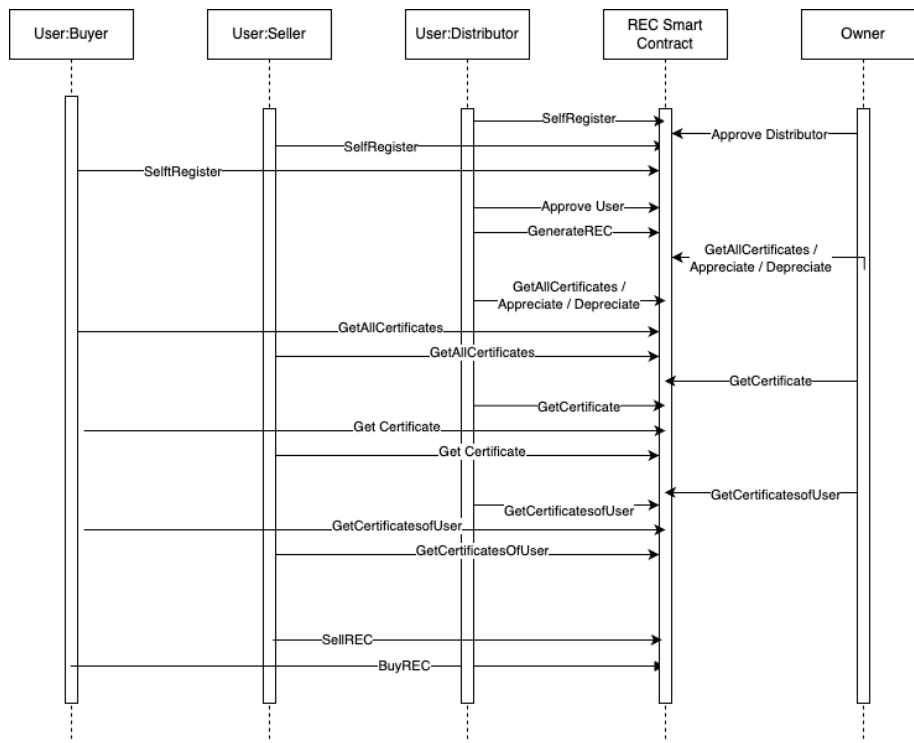 User:Buyer
User:Seller
User:Distributor
REC Smart
Contract
Owner
SelfRegister
Approve Distributor
SelfRegister
SelftRegister
Approve User
GenerateREC
GetAllCertificates /
Appreciate / Depreciate
GetAllCertificates /
Appreciate / Depreciate
GetAllCertificates
GetAllCertificates
GetCertificate
GetCertificate
Get Certificate
Get Certificate
GetCertificatesofUser
GetCertificatesofUser
GetCertificatesofUser
GetCertificatesOfUser
SellREC
BuyREC